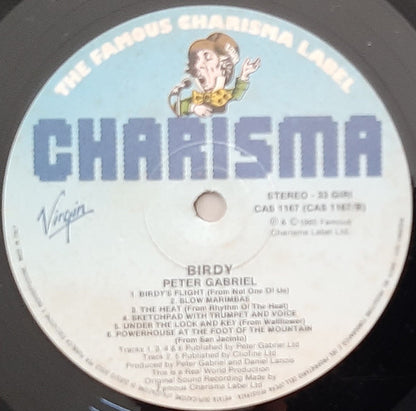 THE FAMOUS CHARISMA LABEL
CHARISMA
Virgin
STEREO - 33 GIRI
CAS 1167 (CAS 1167/B)
℗ & © 1985 Famous
Charisma Label Ltd.
BIRDY
PETER GABRIEL
1. BIRDY'S FLIGHT (From Not One Of Us)
2. SLOW MARIMBAS
3. THE HEAT (From Rhythm Of The Heat)
4. SKETCHPAD WITH TRUMPET AND VOICE
5. UNDER THE LOCK AND KEY (From Wallflower)
6. POWERHOUSE AT THE FOOT OF THE MOUNTAIN
(From San Jacinto)
Tracks 1, 3, 4 & 6 Published by Peter Gabriel Ltd
Track 2, 5 Published by Cliofine Ltd
Produced by Peter Gabriel and Daniel Lanois
This is a Real World Production
Original Sound Recording Made by
Famous Charisma Label Ltd